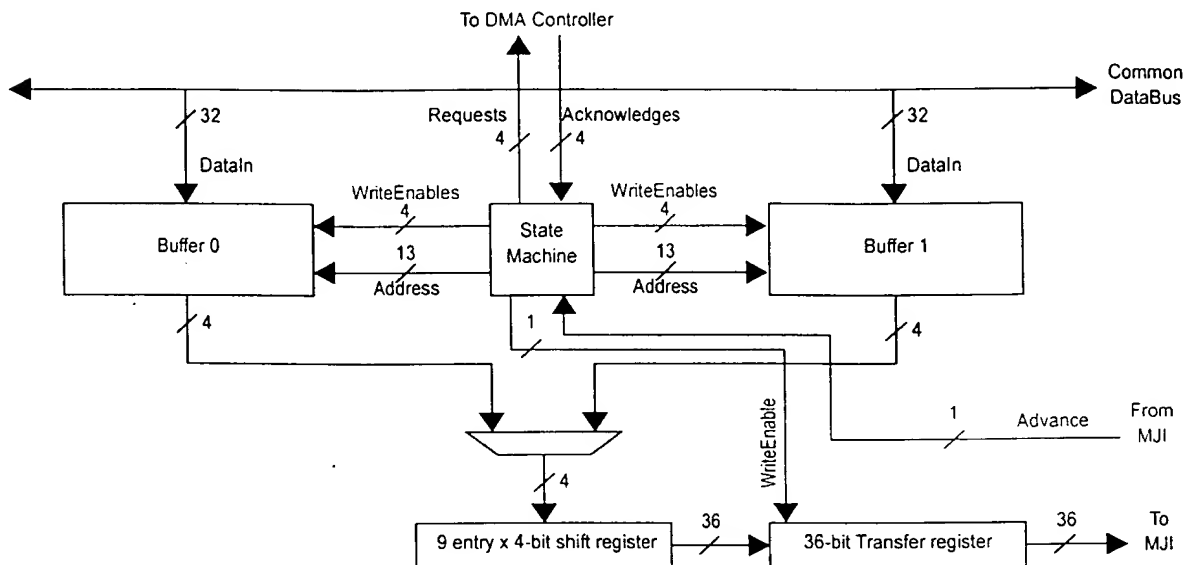 To DMA Controller
Common
DataBus
32
Requests
4
Acknowledges
4
32
DataIn
DataIn
WriteEnables
4
WriteEnables
4
Buffer 0
State
Machine
Buffer 1
13
Address
13
Address
4
1
4
1
Advance
From
MJI
WriteEnable
4
9 entry x 4-bit shift register
36
36-bit Transfer register
36
To
MJI